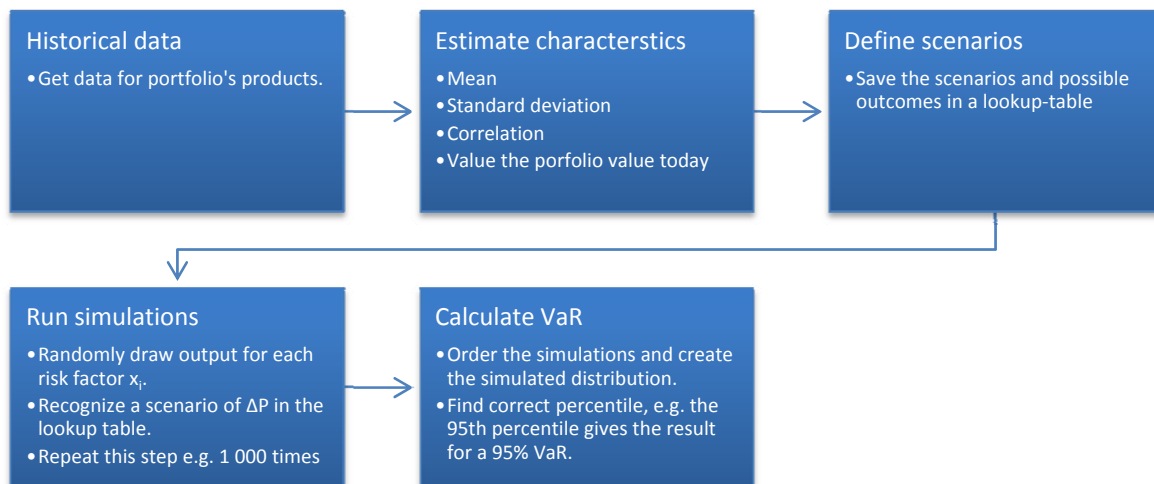 Historical data
•Get data for portfolio's products.
Estimate characterstics
•Mean
•Standard deviation
•Correlation
•Value the porfolio value today
Define scenarios
•Save the scenarios and possible
outcomes in a lookup-table
Run simulations
•Randomly draw output for each
risk factor xᵢ.
•Recognize a scenario of ΔP in the
lookup table.
•Repeat this step e.g. 1 000 times
Calculate VaR
•Order the simulations and create
the simulated distribution.
•Find correct percentile, e.g. the
95th percentile gives the result
for a 95% VaR.